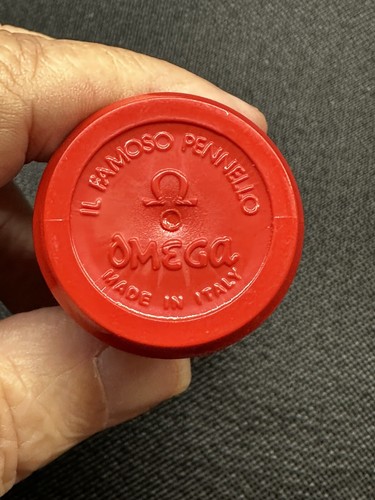 IL FAMOSO PENNELLO
OMEGA
MADE IN ITALY